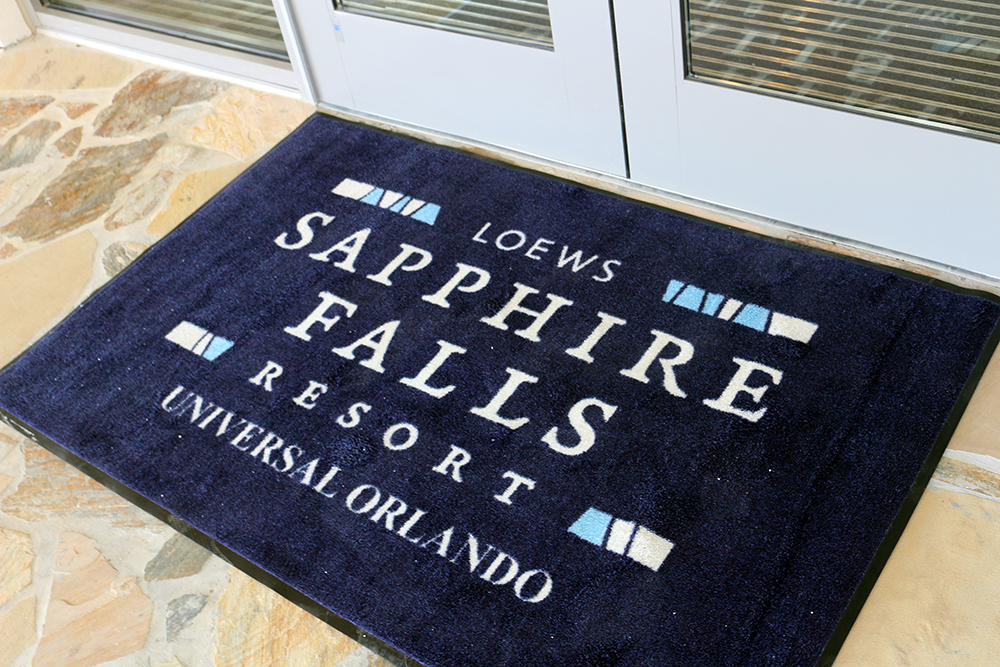 LOEWS
SAPPHIRE
FALLS
RESORT
UNIVERSAL ORLANDO